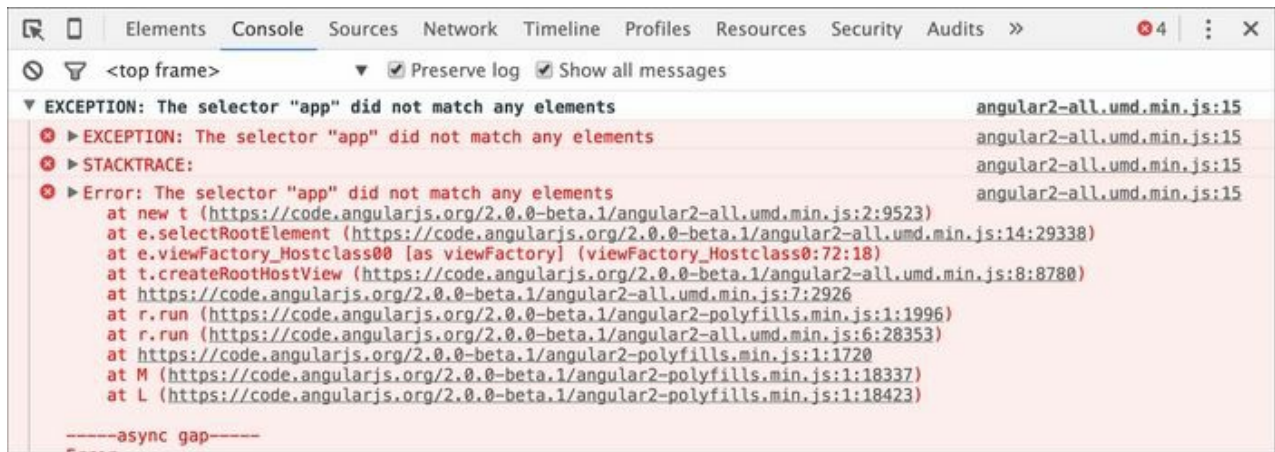 Elements Console Sources Network Timeline Profiles Resources Security Audits » 4
<top frame> ▼ Preserve log Show all messages
▼ EXCEPTION: The selector "app" did not match any elements angular2-all.umd.min.js:15
▶ EXCEPTION: The selector "app" did not match any elements angular2-all.umd.min.js:15
▶ STACKTRACE: angular2-all.umd.min.js:15
▶ Error: The selector "app" did not match any elements angular2-all.umd.min.js:15
at new t (https://code.angularjs.org/2.0.0-beta.1/angular2-all.umd.min.js:2:9523)
at e.selectRootElement (https://code.angularjs.org/2.0.0-beta.1/angular2-all.umd.min.js:14:29338)
at e.viewFactory_Hostclass00 [as viewFactory] (viewFactory_Hostclass0:72:18)
at t.createRootHostView (https://code.angularjs.org/2.0.0-beta.1/angular2-all.umd.min.js:8:8780)
at https://code.angularjs.org/2.0.0-beta.1/angular2-all.umd.min.js:7:2926
at r.run (https://code.angularjs.org/2.0.0-beta.1/angular2-polyfills.min.js:1:1996)
at r.run (https://code.angularjs.org/2.0.0-beta.1/angular2-all.umd.min.js:6:28353)
at https://code.angularjs.org/2.0.0-beta.1/angular2-polyfills.min.js:1:1720
at M (https://code.angularjs.org/2.0.0-beta.1/angular2-polyfills.min.js:1:18337)
at L (https://code.angularjs.org/2.0.0-beta.1/angular2-polyfills.min.js:1:18423)
-----async gap-----